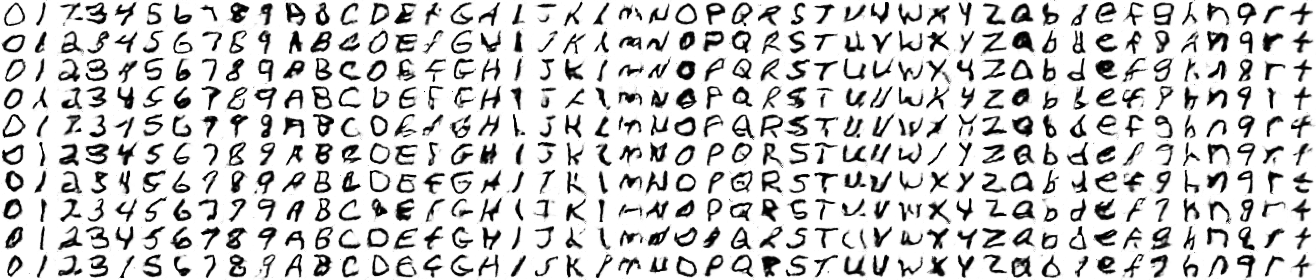 0 1 2 3 4 5 6 7 8 9 A B C D E f G H I J K l m N O P Q R S T U V W X Y Z a b d e f g h n q r t
0 1 2 3 4 5 6 7 8 9 A B C D E f G H I J K l m N O P Q R S T U V W X Y Z a b d e f g h n q r t
0 1 2 3 4 5 6 7 8 9 A B C D E F G H I J K l m N O P Q R S T U V W X Y Z a b d e f g h n q r t
0 1 2 3 4 5 6 7 8 9 A B C D E F G H I J K l m N O P Q R S T U V W X Y Z a b d e f g h n q r t
0 1 2 3 4 5 6 7 8 9 A B C D E f G H I J K l m N O P Q R S T U V W X Y Z a b d e f g h n q r t
0 1 2 3 4 5 6 7 8 9 A B C D E f G H I J K l m N O P Q R S T U V W X Y Z a b d e f g h n q r t
0 1 2 3 4 5 6 7 8 9 A B C D E F G H I J K l m N O P Q R S T U V W X Y Z a b d e f g h n q r t
0 1 2 3 4 5 6 7 8 9 A B C D E F G H I J K l m N O P Q R S T U V W X Y Z a b d e f g h n q r t
0 1 2 3 4 5 6 7 8 9 A B C D E f G H I J K l m N O P Q R S T U V W X Y Z a b d e f g h n q r t
0 1 2 3 4 5 6 7 8 9 A B C D E F G H I J K l m N O P Q R S T U V W X Y Z a b d e f g h n q r t